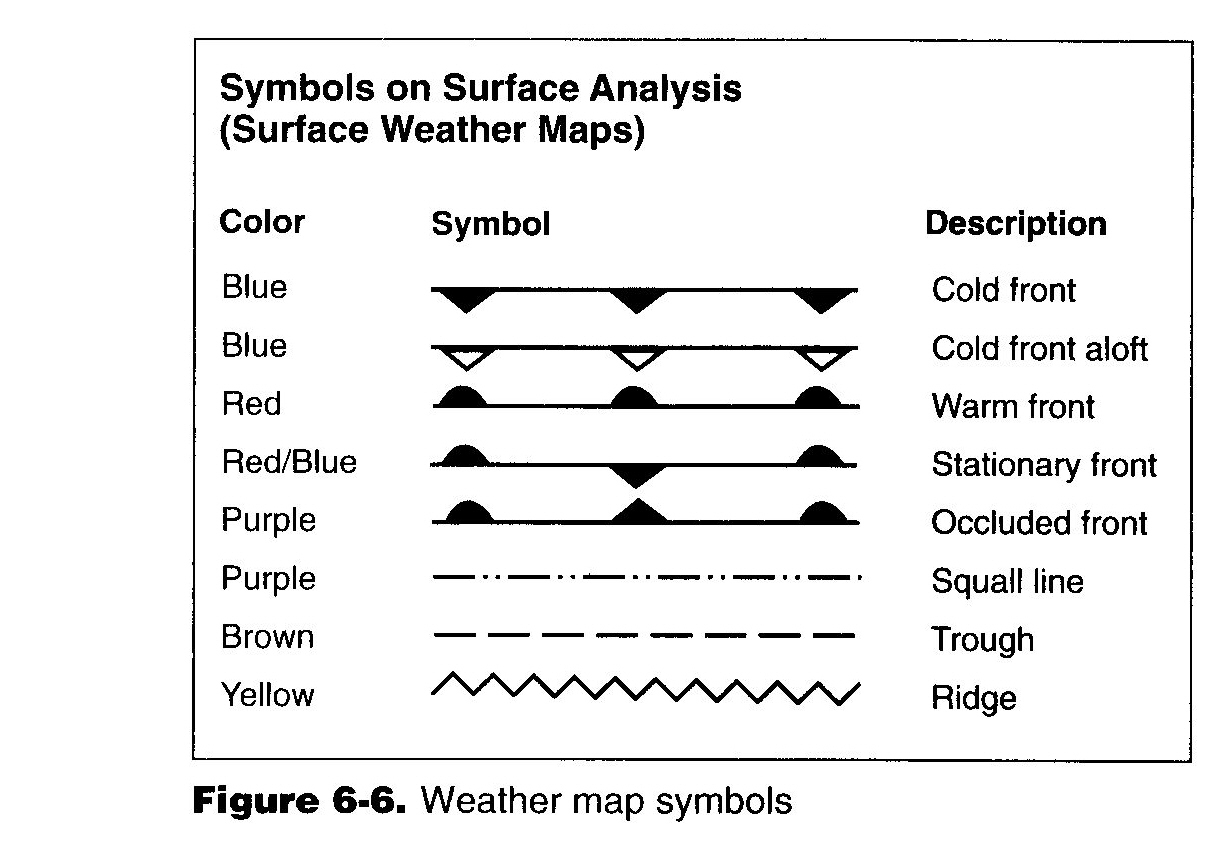 Symbols on Surface Analysis
(Surface Weather Maps)
Color Symbol Description
Blue Cold front
Blue Cold front aloft
Red Warm front
Red/Blue Stationary front
Purple Occluded front
Purple Squall line
Brown Trough
Yellow Ridge
Figure 6-6. Weather map symbols